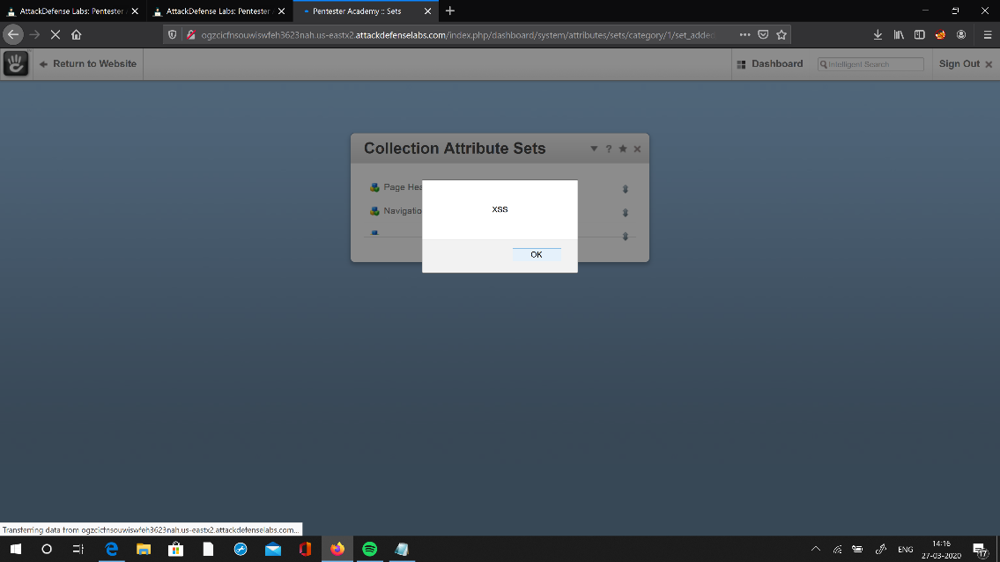 AttackDefense Labs: Pentester
AttackDefense Labs: Pentester
Pentester Academy :: Sets
ogzcicfnsouwiswfeh3623nah.us-eastx2.attackdefenselabs.com/index.php/dashboard/system/attributes/sets/category/1/set_added
Return to Website
Dashboard
Intelligent Search
Sign Out
Collection Attribute Sets
?
Page Hea
Navigatio
XSS
OK
Transferring data from ogzcicfnsouwiswfeh3623nah.us-eastx2.attackdefenselabs.com...
ENG
14:16
27-03-2020
17